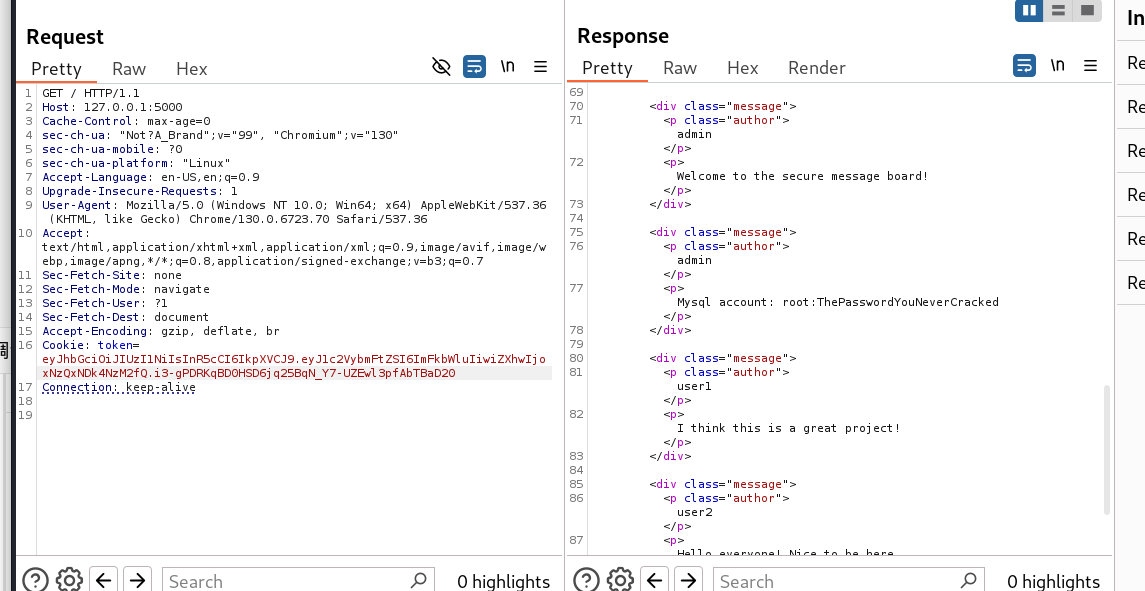 Request
Pretty Raw Hex
\n
1 GET / HTTP/1.1
2 Host: 127.0.0.1:5000
3 Cache-Control: max-age=0
4 sec-ch-ua: "Not?A_Brand";v="99", "Chromium";v="130"
5 sec-ch-ua-mobile: ?0
6 sec-ch-ua-platform: "Linux"
7 Accept-Language: en-US,en;q=0.9
8 Upgrade-Insecure-Requests: 1
9 User-Agent: Mozilla/5.0 (Windows NT 10.0; Win64; x64) AppleWebKit/537.36
(KHTML, like Gecko) Chrome/130.0.6723.70 Safari/537.36
10 Accept:
text/html,application/xhtml+xml,application/xml;q=0.9,image/avif,image/w
ebp,image/apng,*/*;q=0.8,application/signed-exchange;v=b3;q=0.7
11 Sec-Fetch-Site: none
12 Sec-Fetch-Mode: navigate
13 Sec-Fetch-User: ?1
14 Sec-Fetch-Dest: document
15 Accept-Encoding: gzip, deflate, br
16 Cookie: token=
eyJhbGciOiJIUzI1NiIsInR5cCI6IkpXVCJ9.eyJ1c2VybmFtZSI6ImFkbWluIiwiZXhwIjo
xNzQxNDk4NzM2fQ.i3-gPDRKqBD0HSD6jq25BqN_Y7-UZEwl3pfAbTBaD20
17 Connection: keep-alive
18
19
Search
0 highlights
Response
Pretty Raw Hex Render
\n
69
70 <div class="message">
71 <p class="author">
admin
</p>
72 <p>
Welcome to the secure message board!
</p>
73 </div>
74
75 <div class="message">
76 <p class="author">
admin
</p>
77 <p>
Mysql account: root:ThePasswordYouNeverCracked
</p>
78 </div>
79
80 <div class="message">
81 <p class="author">
user1
</p>
82 <p>
I think this is a great project!
</p>
83 </div>
84
85 <div class="message">
86 <p class="author">
user2
</p>
87 <p>
Hello everyone! Nice to be here
Search
0 highlights
In
Re
Re
Re
Re
Re
Re